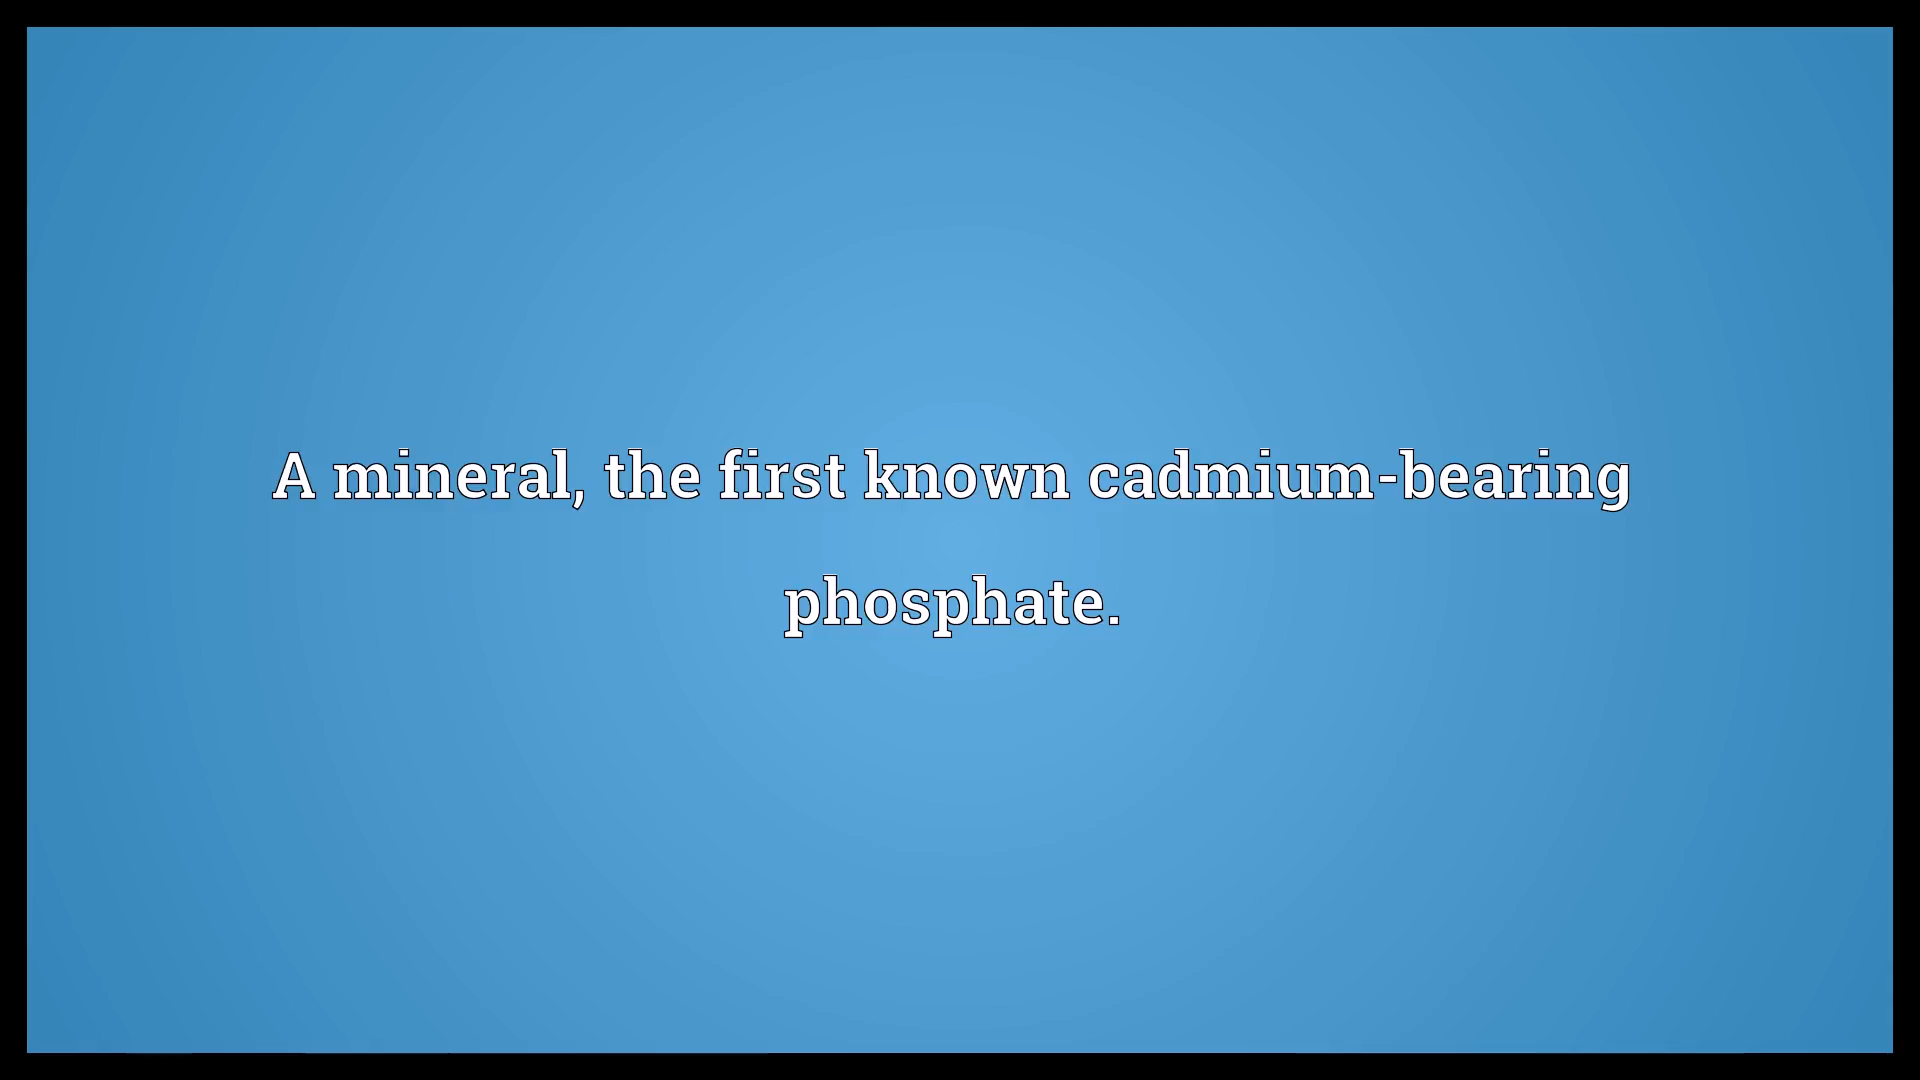 A mineral, the first known cadmium-bearing
phosphate.